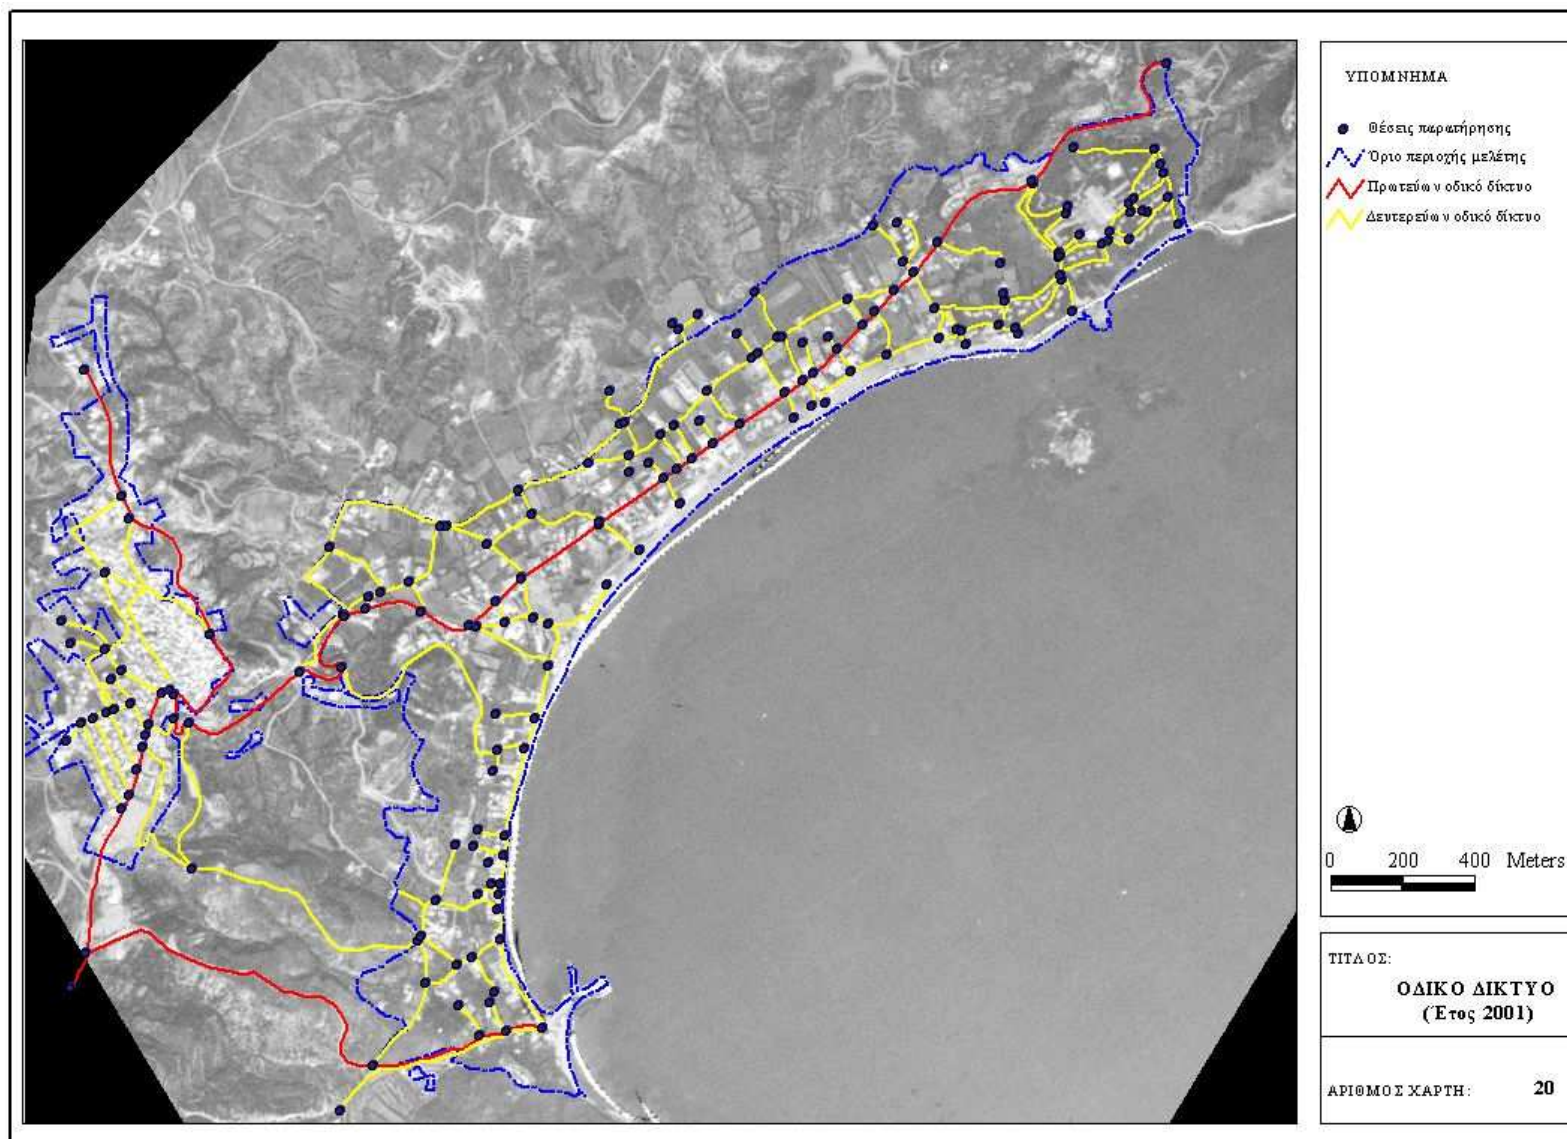 ΥΠΟΜΝΗΜΑ
Θέσεις παρατήρησης
Όριο περιοχής μελέτης
Πρωτεύων οδικό δίκτυο
Δευτερεύων οδικό δίκτυο
0 200 400 Meters
ΤΙΤΛΟΣ:
ΟΔΙΚΟ ΔΙΚΤΥΟ
(Έτος 2001)
ΑΡΙΘΜΟΣ ΧΑΡΤΗ: 20